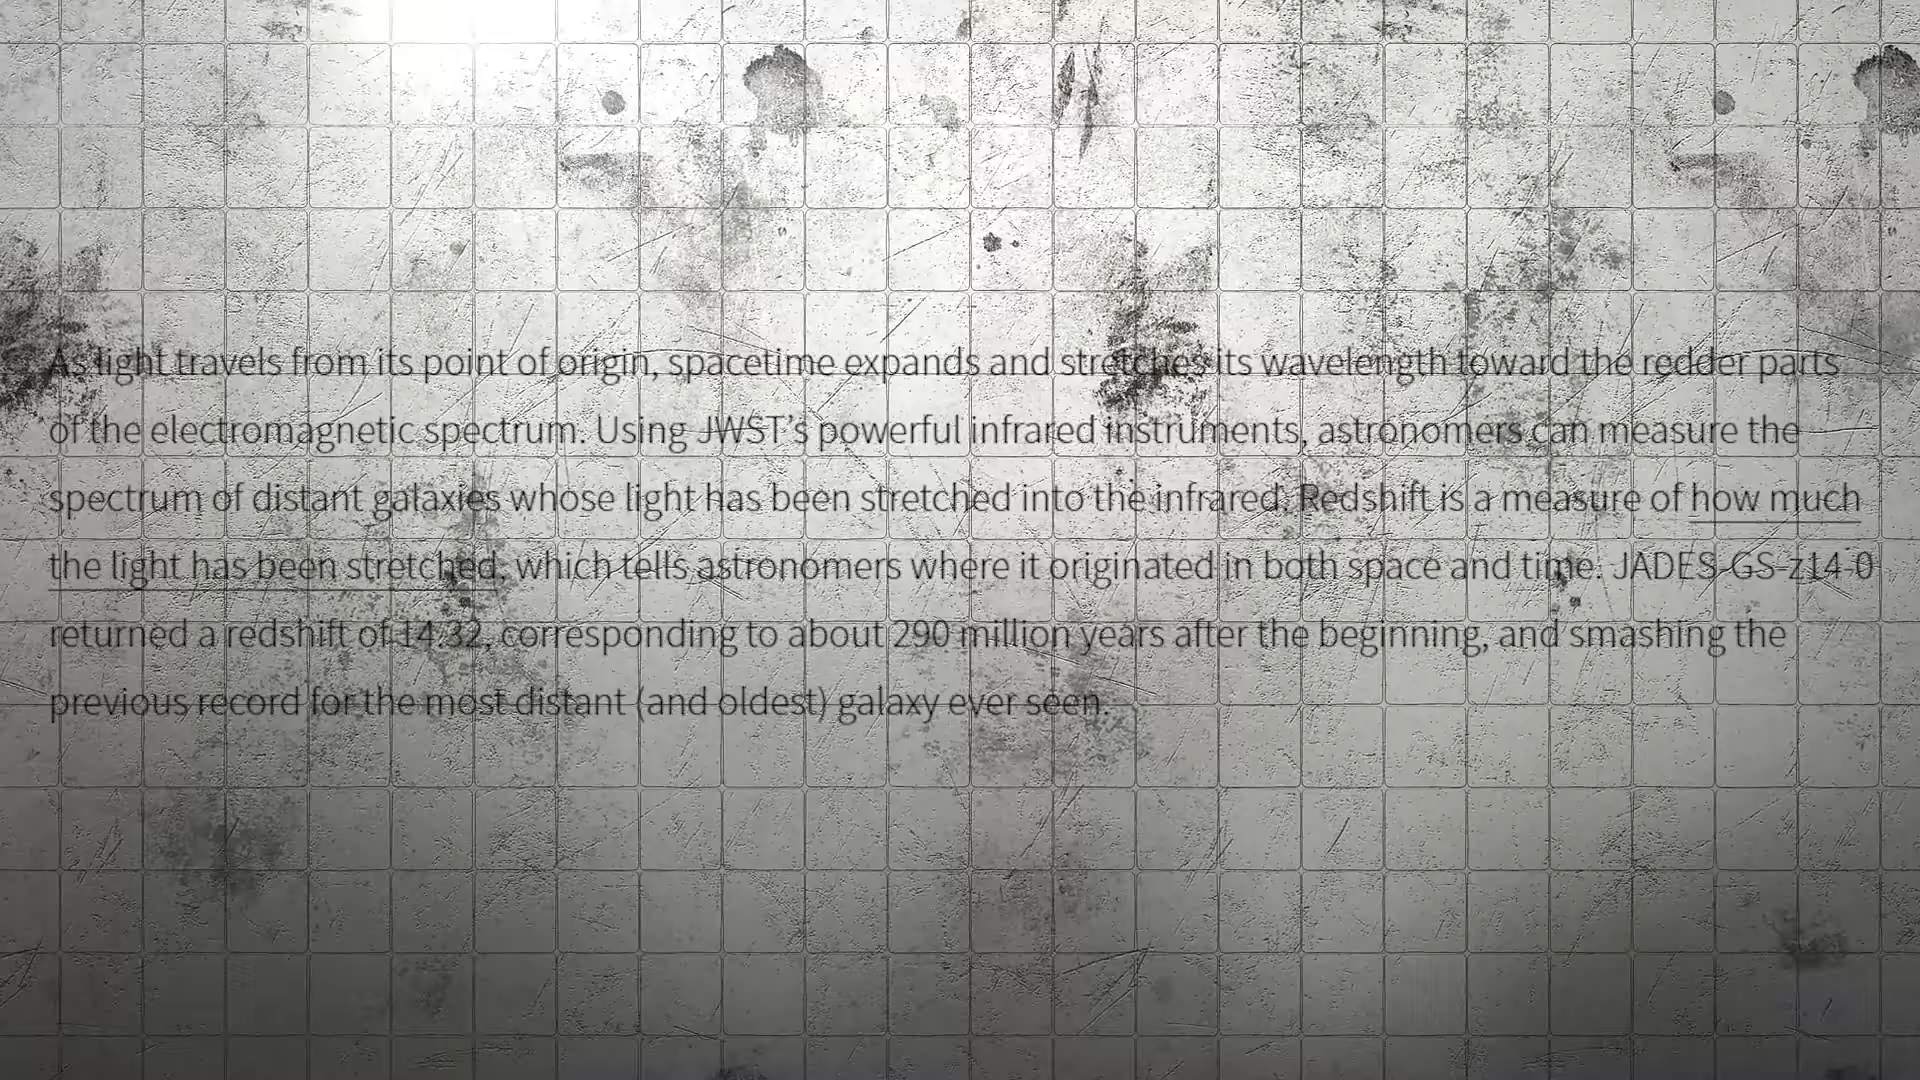 As light travels from its point of origin, spacetime expands and stretches its wavelength toward the redder parts
of the electromagnetic spectrum. Using JWST’s powerful infrared instruments, astronomers can measure the
spectrum of distant galaxies whose light has been stretched into the infrared. Redshift is a measure of how much
the light has been stretched, which tells astronomers where it originated in both space and time. JADES-GS-z14-0
returned a redshift of 14.32, corresponding to about 290 million years after the beginning, and smashing the
previous record for the most distant (and oldest) galaxy ever seen.